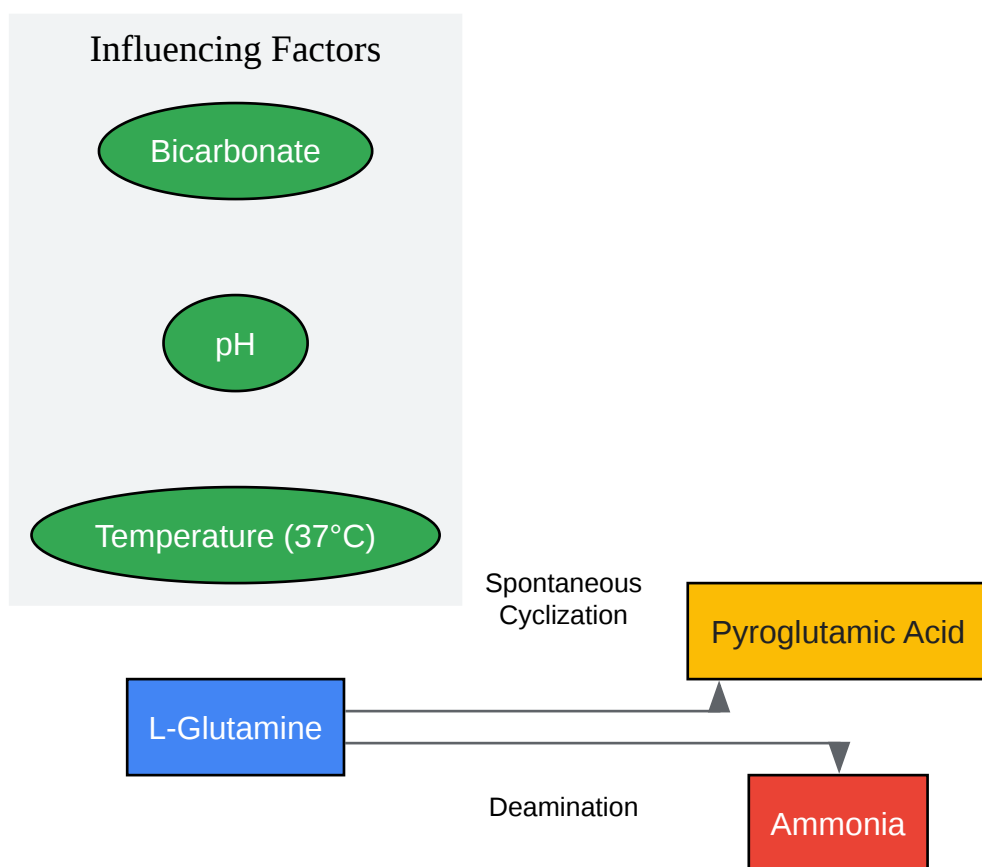 Influencing Factors
Bicarbonate
pH
Temperature (37°C)
Spontaneous
Cyclization
Pyroglutamic Acid
L-Glutamine
Deamination
Ammonia